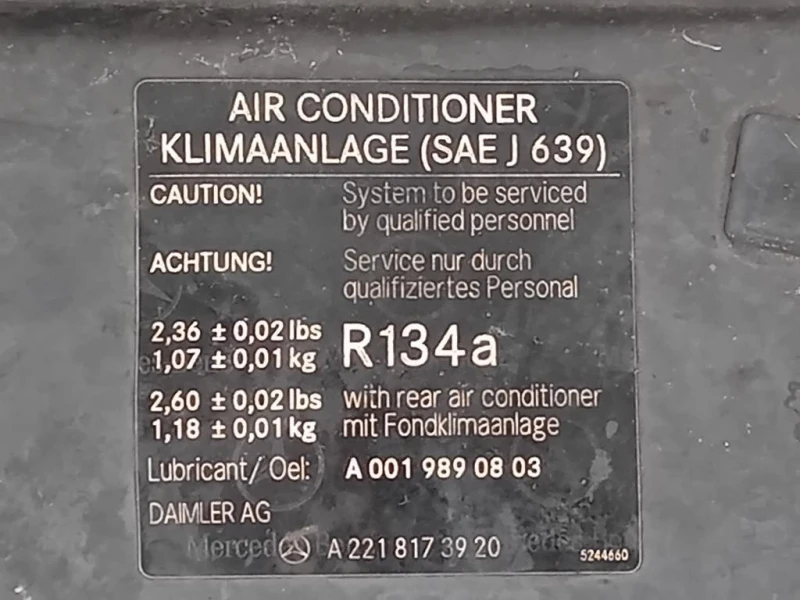 AIR CONDITIONER
KLIMAANLAGE (SAE J 639)
CAUTION! System to be serviced
by qualified personnel
ACHTUNG! Service nur durch
qualifiziertes Personal
2,36 ± 0,02 lbs R134a
1,07 ± 0,01 kg
2,60 ± 0,02 lbs with rear air conditioner
1,18 ± 0,01 kg mit Fondklimaanlage
Lubricant/Oel: A 001 989 08 03
DAIMLER AG
A 221 817 39 20 5244660